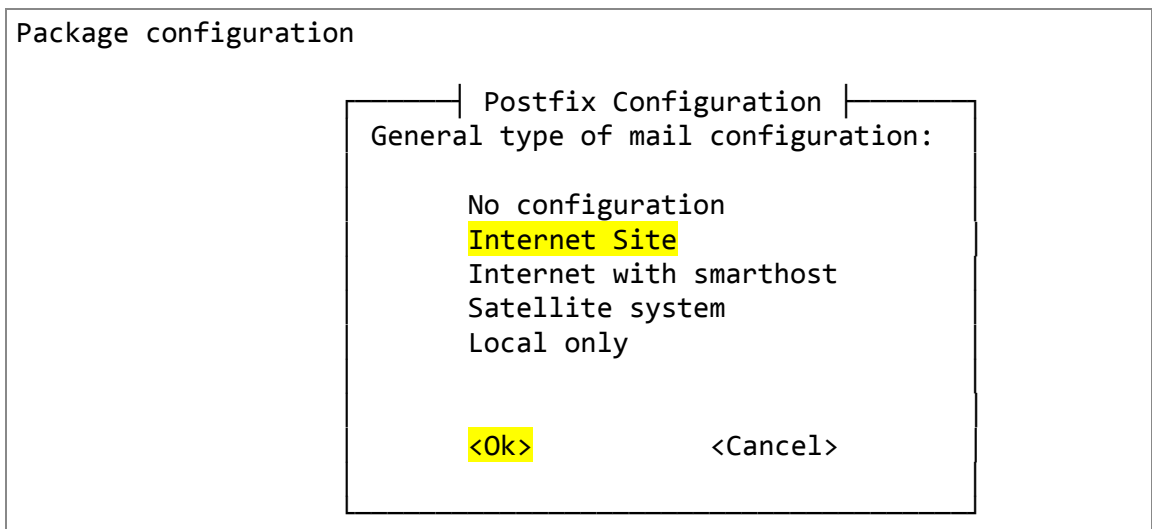 Package configuration
Postfix Configuration
General type of mail configuration:
No configuration
Internet Site
Internet with smarthost
Satellite system
Local only
<Ok> <Cancel>